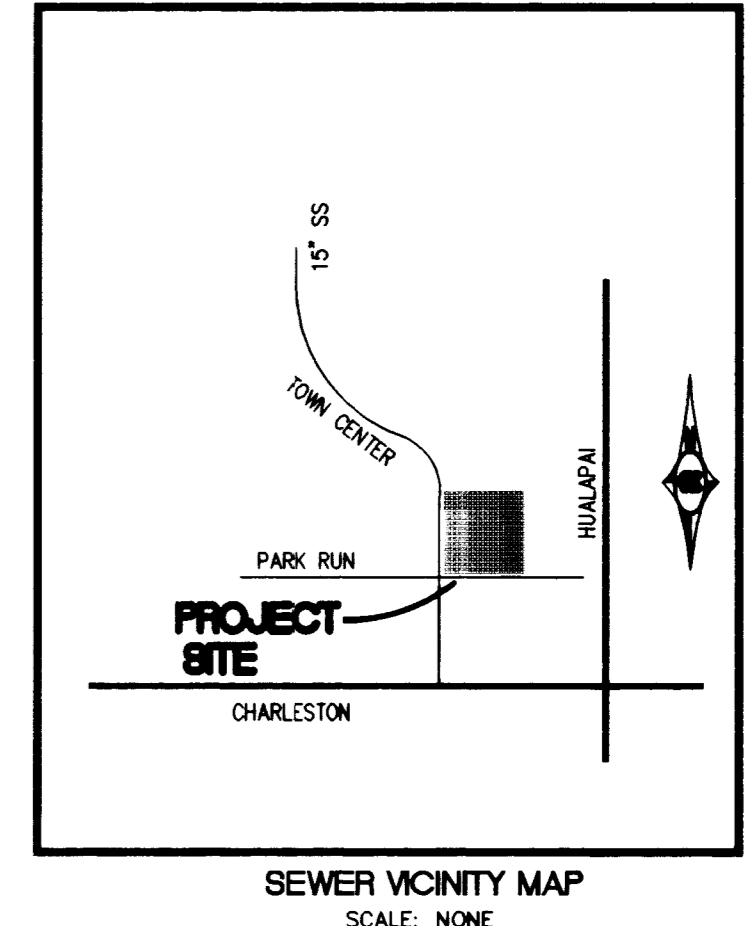 15" SS
TOWN CENTER
HUALAPAI
PARK RUN
PROJECT
SITE
CHARLESTON
SEWER VICINITY MAP
SCALE: NONE